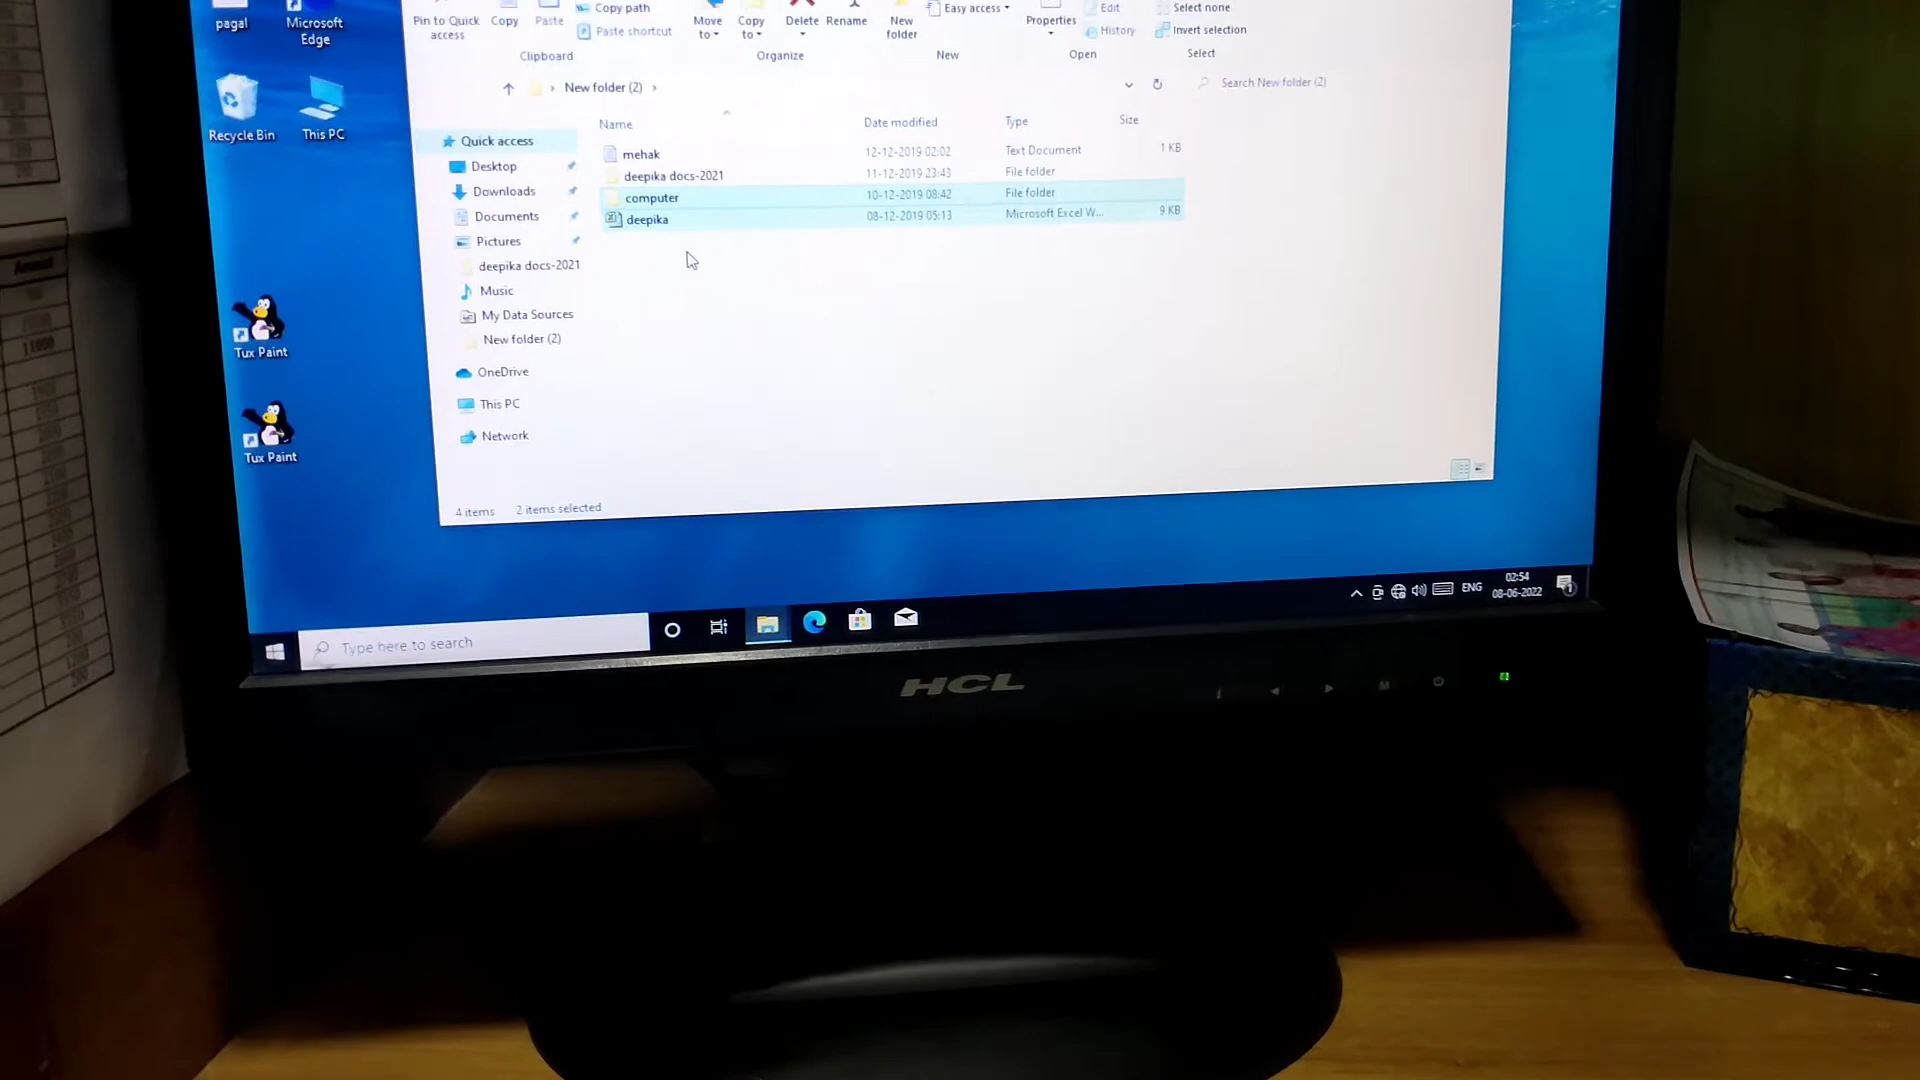 pagal
Microsoft
Edge
Recycle Bin
This PC
Tux Paint
Tux Paint
Pin to Quick
access
Copy
Paste
Copy path
Paste shortcut
Clipboard
Move
to
Copy
to
Delete
Rename
Organize
New
folder
Easy access
New
Properties
Edit
History
Open
Select none
Invert selection
Select
New folder (2)
Search New folder (2)
Name Date modified Type Size
mehak 12-12-2019 02:02 Text Document 1 KB
deepika docs-2021 11-12-2019 23:43 File folder
computer 10-12-2019 08:42 File folder
deepika 08-12-2019 05:13 Microsoft Excel W... 9 KB
Quick access
Desktop
Downloads
Documents
Pictures
deepika docs-2021
Music
My Data Sources
New folder (2)
OneDrive
This PC
Network
4 items 2 items selected
Type here to search
ENG
02:54
08-06-2022
1
HCL
M
Amount
11000